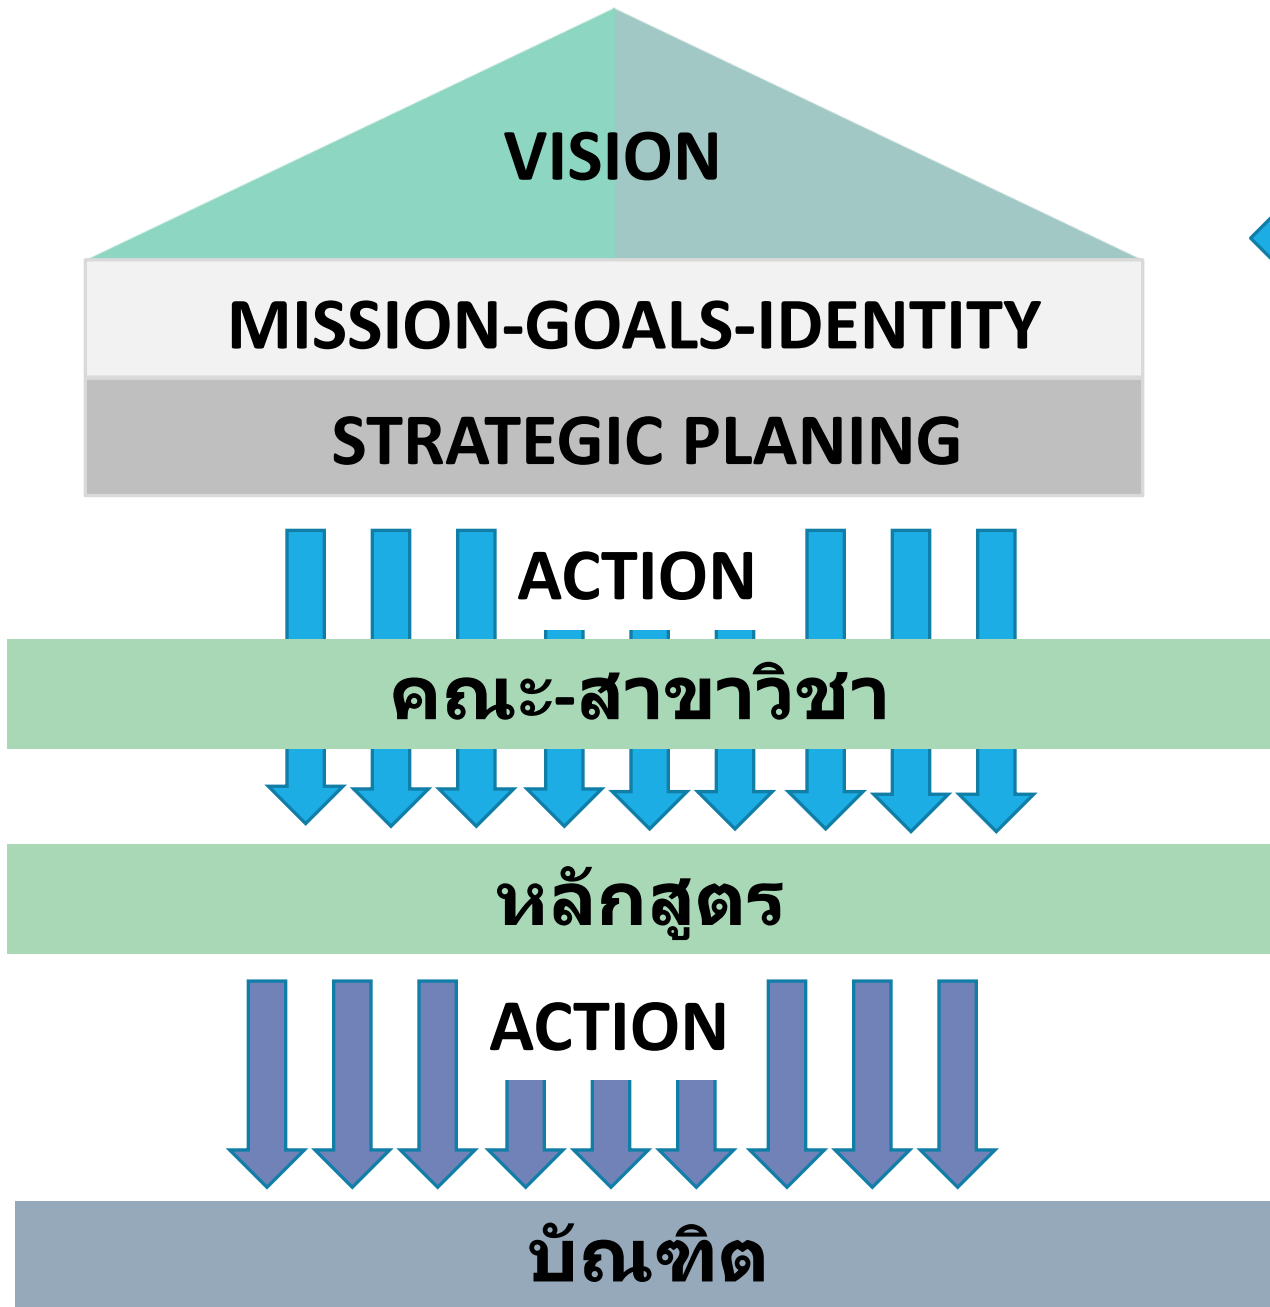 VISION
MISSION-GOALS-IDENTITY
STRATEGIC PLANING
ACTION
คณะ-สาขาวิชา
หลักสูตร
ACTION
บัณฑิต